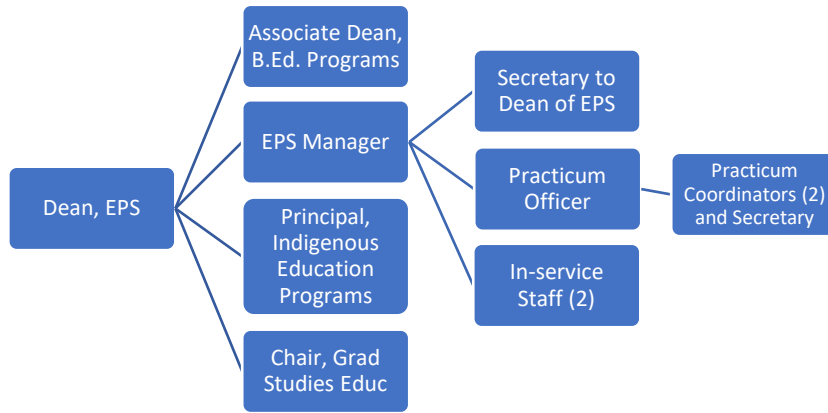 Dean, EPS
Associate Dean,
B.Ed. Programs
EPS Manager
Principal,
Indigenous
Education
Programs
Chair, Grad
Studies Educ
Secretary to
Dean of EPS
Practicum
Officer
In-service
Staff (2)
Practicum
Coordinators (2)
and Secretary